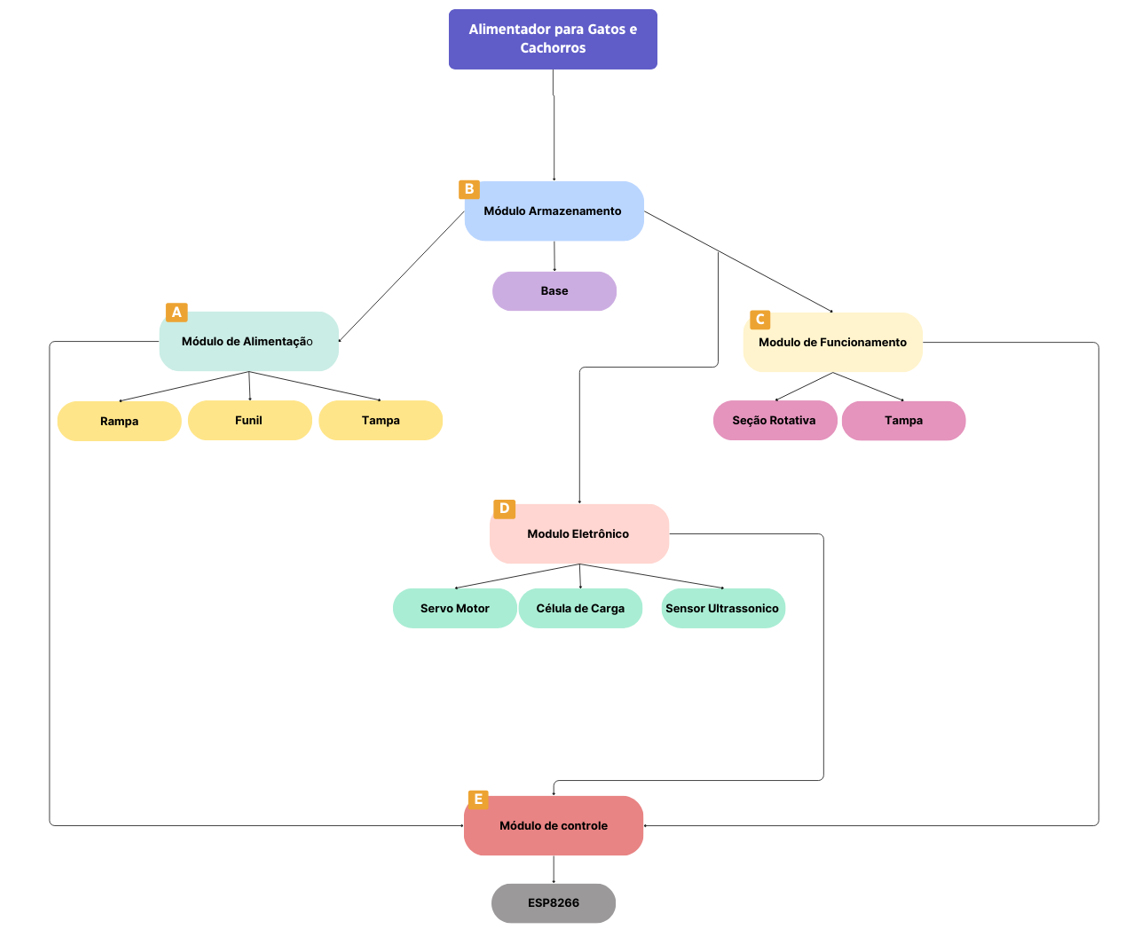 Alimentador para Gatos e
Cachorros
B
Módulo Armazenamento
Base
A
Módulo de Alimentação
C
Modulo de Funcionamento
Rampa
Funil
Tampa
Seção Rotativa
Tampa
D
Modulo Eletrônico
Servo Motor
Célula de Carga
Sensor Ultrassonico
E
Módulo de controle
ESP8266